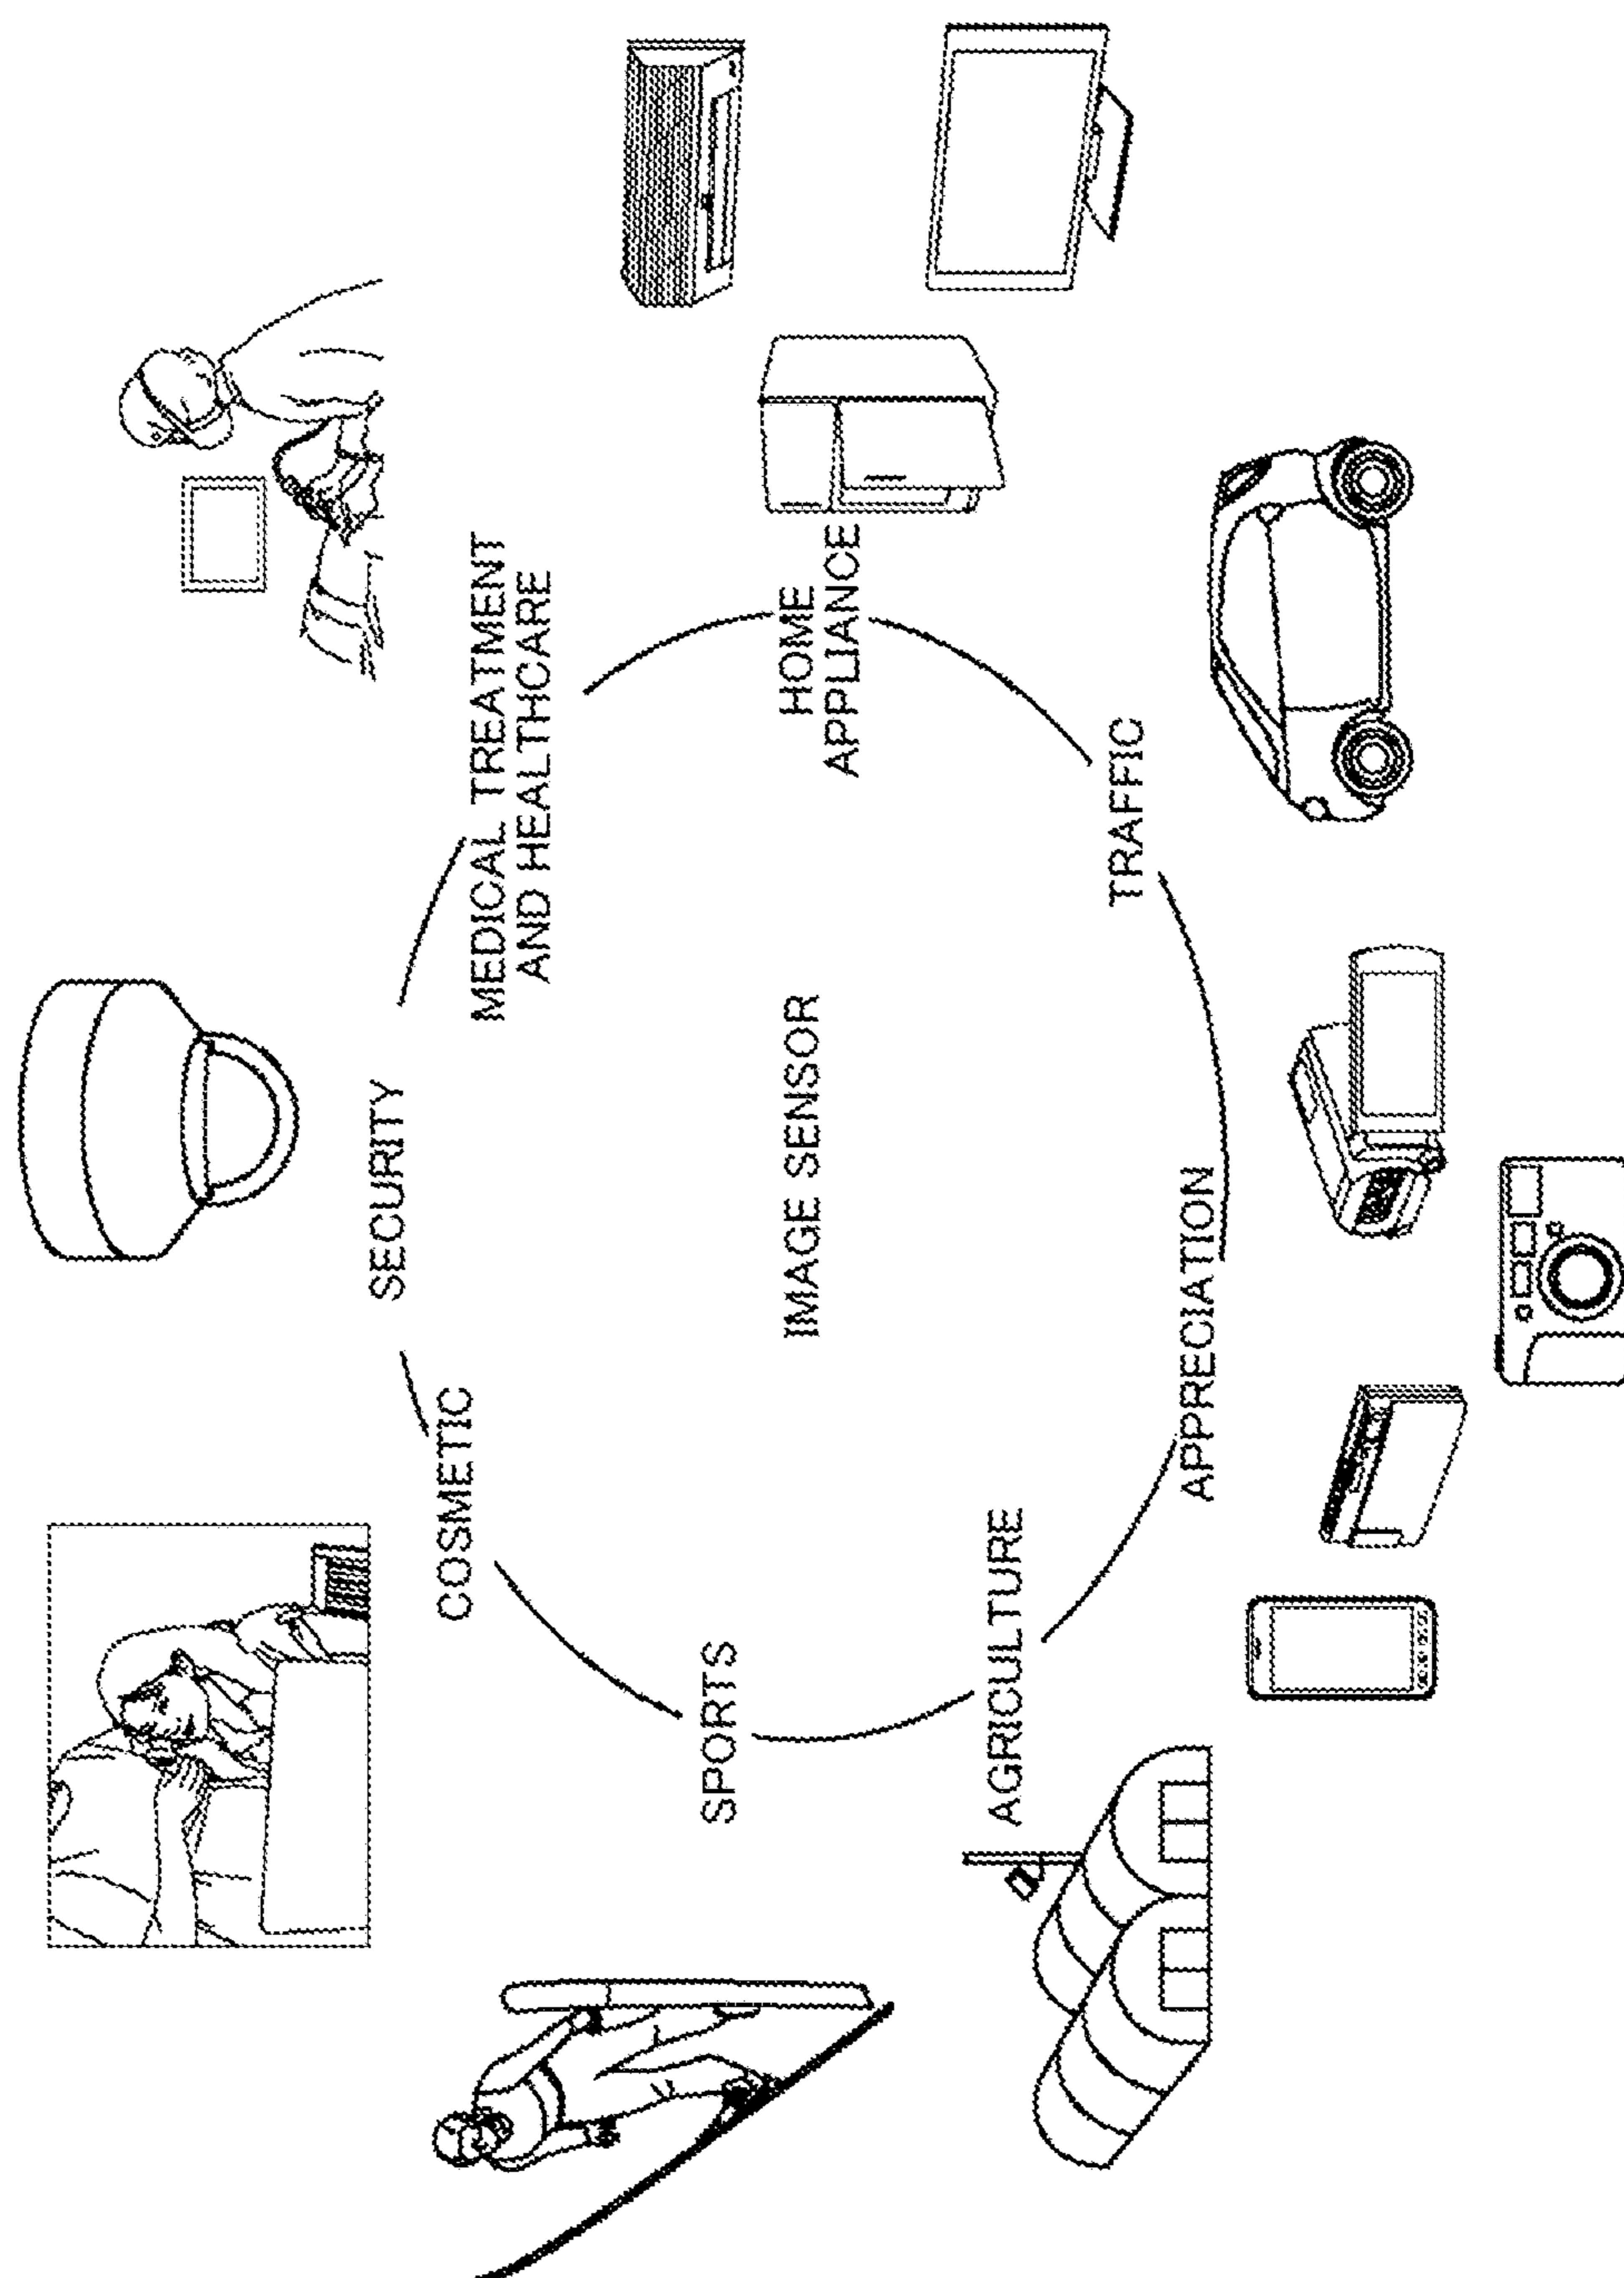 SECURITY
MEDICAL TREATMENT
AND HEALTHCARE
HOME
APPLIANCE
TRAFFIC
APPRECIATION
AGRICULTURE
SPORTS
COSMETIC
IMAGE SENSOR